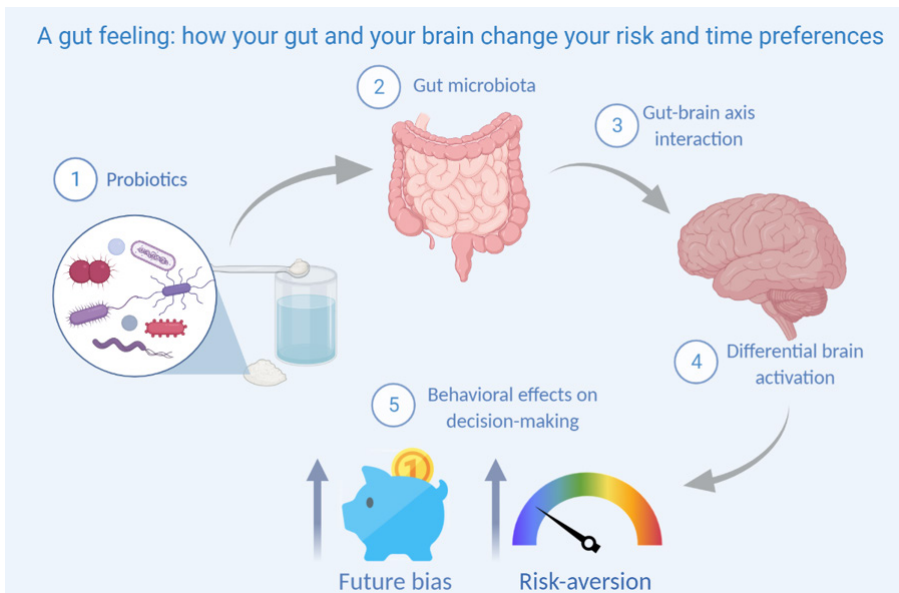 A gut feeling: how your gut and your brain change your risk and time preferences
1
Probiotics
2
Gut microbiota
3
Gut-brain axis
interaction
4
Differential brain
activation
5
Behavioral effects on
decision-making
1
Future bias
Risk-aversion